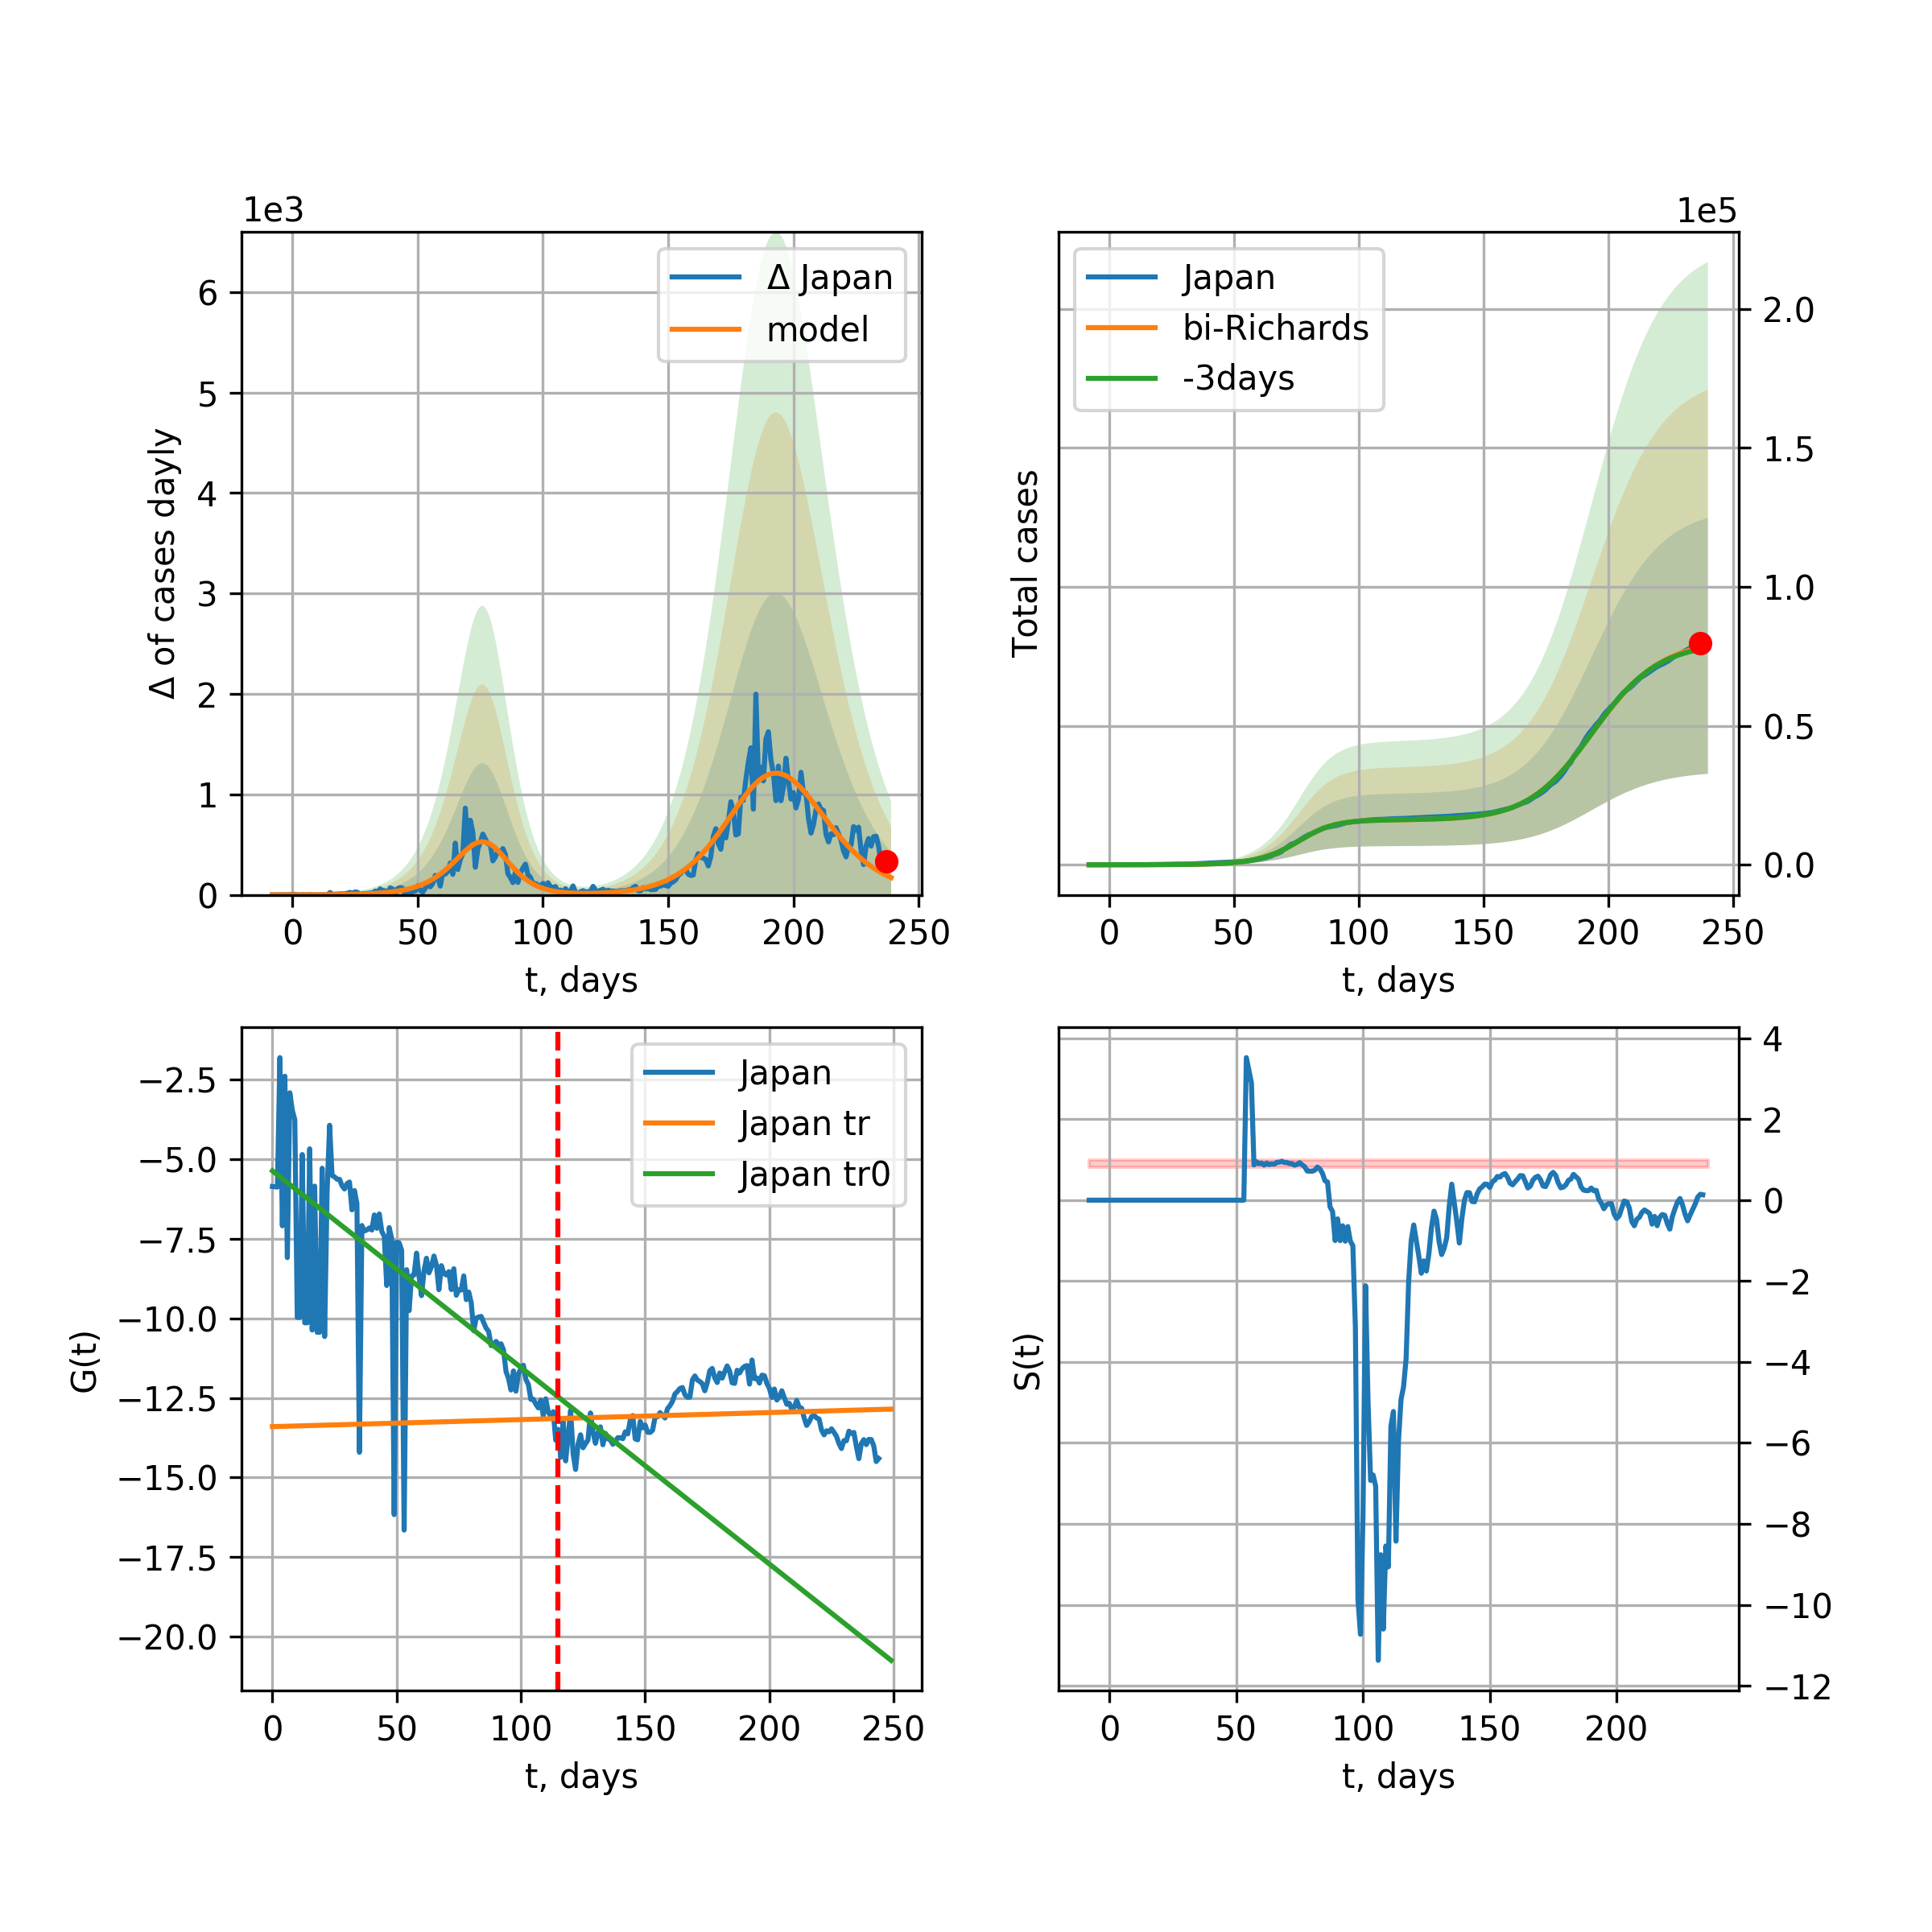 1e3
Δ of cases dayly
6
5
4
3
2
1
0
0 50 100 150 200 250
t, days
Δ Japan
model
1e5
Total cases
2.0
1.5
1.0
0.5
0.0
0 50 100 150 200 250
t, days
Japan
bi-Richards
-3days
G(t)
−2.5
−5.0
−7.5
−10.0
−12.5
−15.0
−17.5
−20.0
0 50 100 150 200 250
t, days
Japan
Japan tr
Japan tr0
S(t)
4
2
0
−2
−4
−6
−8
−10
−12
0 50 100 150 200
t, days